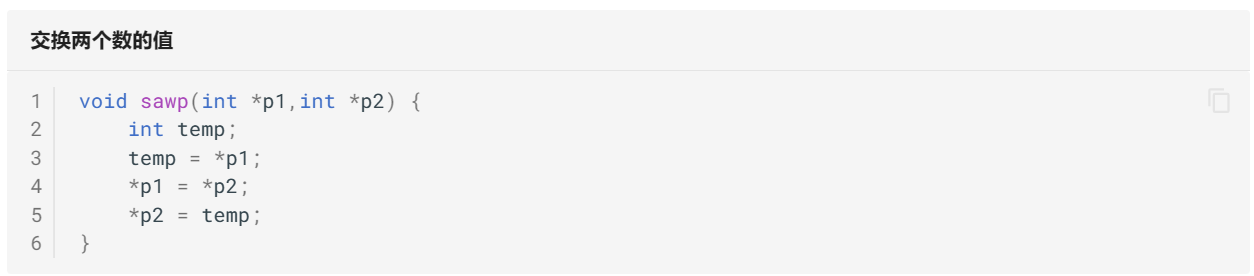 交换两个数的值
1 void sawp(int *p1,int *p2) {
2     int temp;
3     temp = *p1;
4     *p1 = *p2;
5     *p2 = temp;
6 }